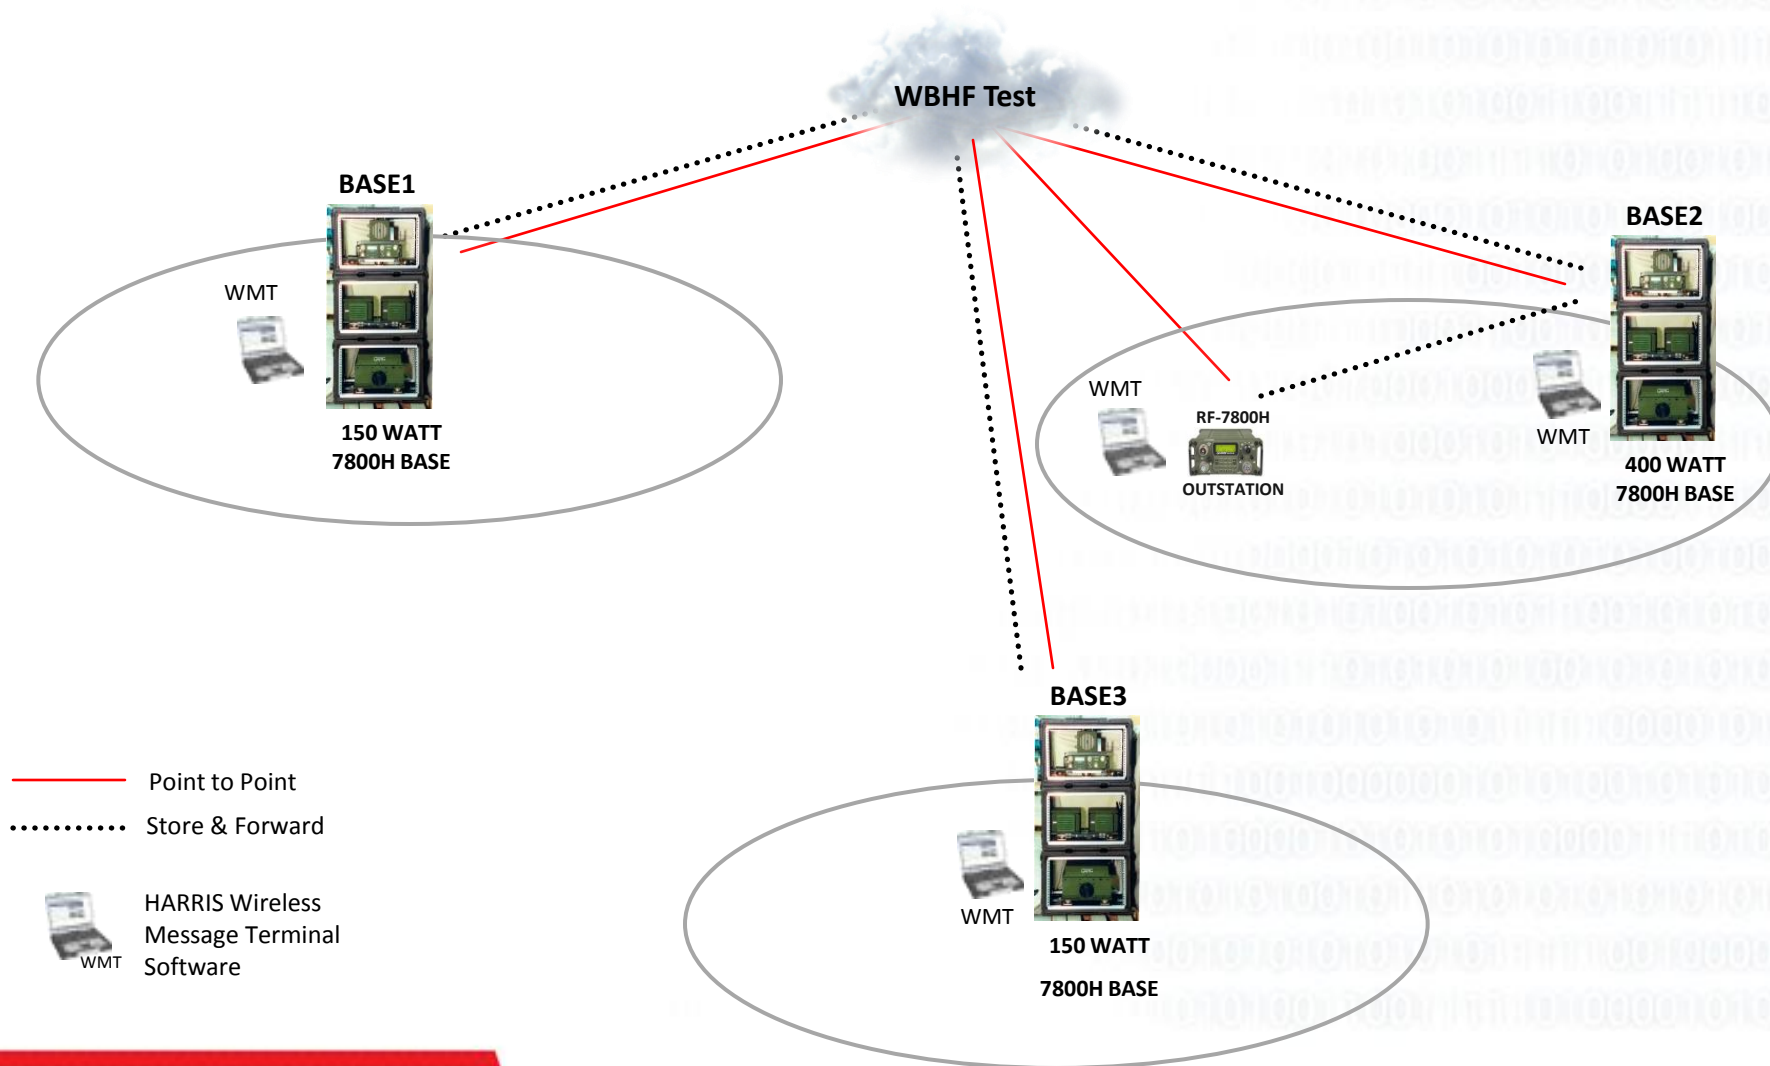 WBHF Test
BASE1
WMT
150 WATT
7800H BASE
BASE2
WMT
RF-7800H
OUTSTATION
WMT
400 WATT
7800H BASE
BASE3
WMT
150 WATT
7800H BASE
Point to Point
Store & Forward
WMT
HARRIS Wireless
Message Terminal
Software